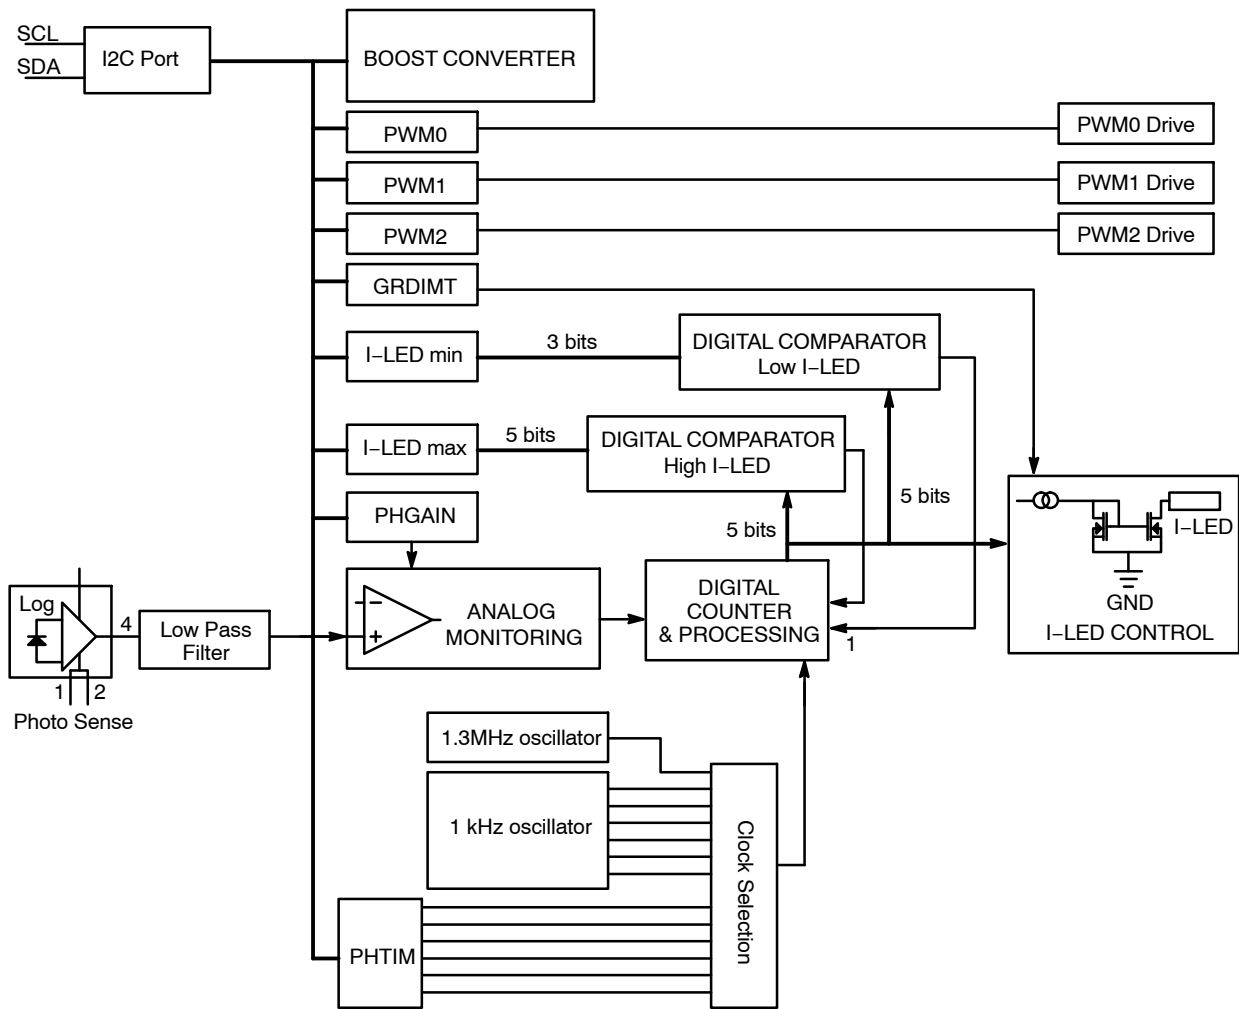 SCL
SDA
I2C Port
BOOST CONVERTER
PWM0
PWM0 Drive
PWM1
PWM1 Drive
PWM2
PWM2 Drive
GRDIMT
I–LED min
3 bits
DIGITAL COMPARATOR
Low I–LED
I–LED max
5 bits
DIGITAL COMPARATOR
High I–LED
PHGAIN
5 bits
5 bits
I–LED
GND
I–LED CONTROL
Log
4
Low Pass
Filter
1
2
Photo Sense
–
+
ANALOG
MONITORING
DIGITAL
COUNTER
& PROCESSING
1
1.3MHz oscillator
1 kHz oscillator
Clock Selection
PHTIM